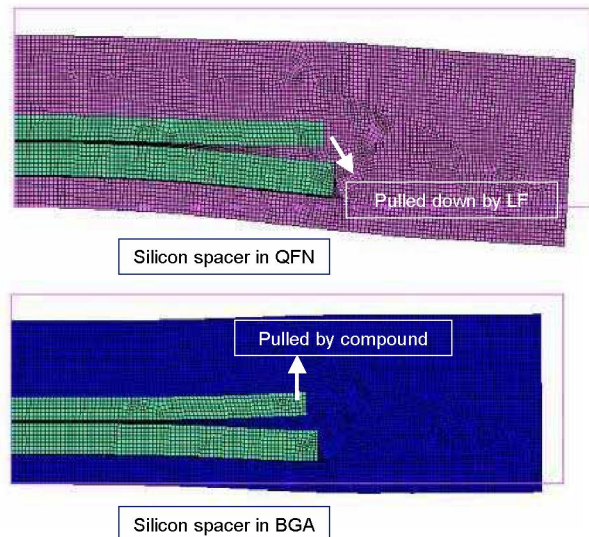 Pulled down by LF
Silicon spacer in QFN
Pulled by compound
Silicon spacer in BGA